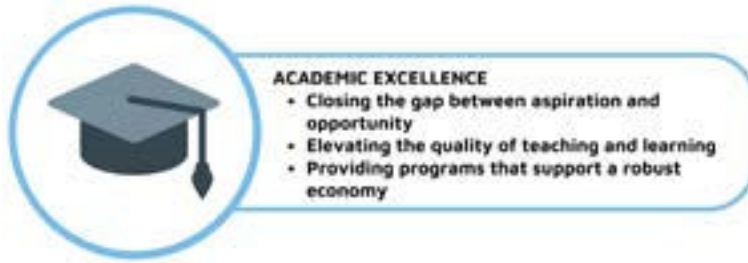 ACADEMIC EXCELLENCE
• Closing the gap between aspiration and
opportunity
• Elevating the quality of teaching and learning
• Providing programs that support a robust
economy